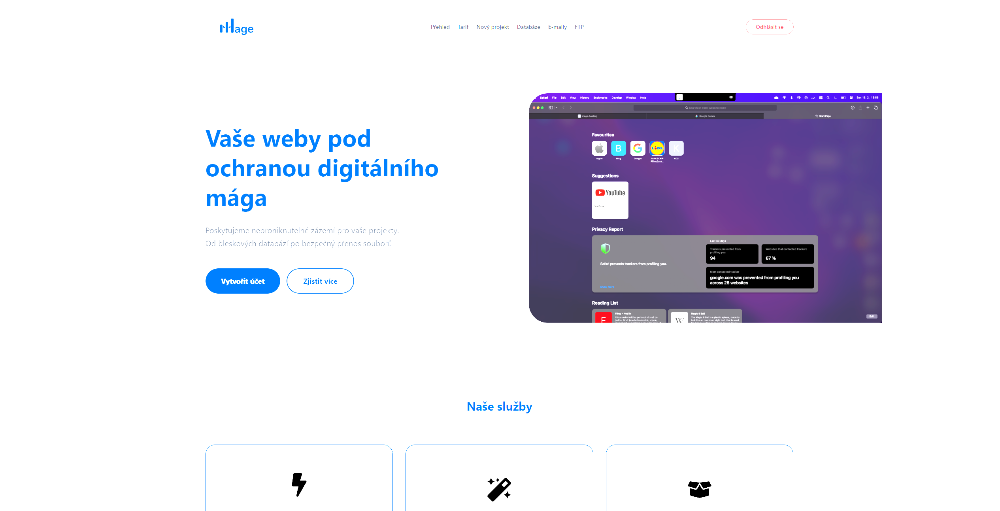 mage
Přehled Tarif Nový projekt Databáze E-maily FTP
Odhlásit se
Vaše weby pod
ochranou digitálního
mága
Poskytujeme neproniknutelné zázemí pro vaše projekty.
Od bleskových databází po bezpečný přenos souborů.
Vytvořit účet
Zjistit více
Safari File Edit View History Bookmarks Develop Window Help
Sun 15. 2. 16:56
Search or enter website name
mage-hosting
Google Gemini
Start Page
Favourites
B
G
LIDL
K
Apple
Bing
Google
PARKSIDE®
Přímočará...
KDC
Suggestions
YouTube
YouTube
Privacy Report
Last 30 days
Trackers prevented from
profiling you
94
Websites that contacted trackers
67 %
Safari prevents trackers from profiling you.
Most contacted tracker
google.com was prevented from profiling you
across 25 websites
Show More
Reading List
F
Filmy – Netflix
Filmy s námi můžou pohnout víc než co
jiného. Ať už jsou hrůzostrašné, vtipné,
W
Magic 8 Ball
The Magic 8 Ball is a plastic sphere, made to
look like an oversized eight ball, that is used
Edit
Naše služby